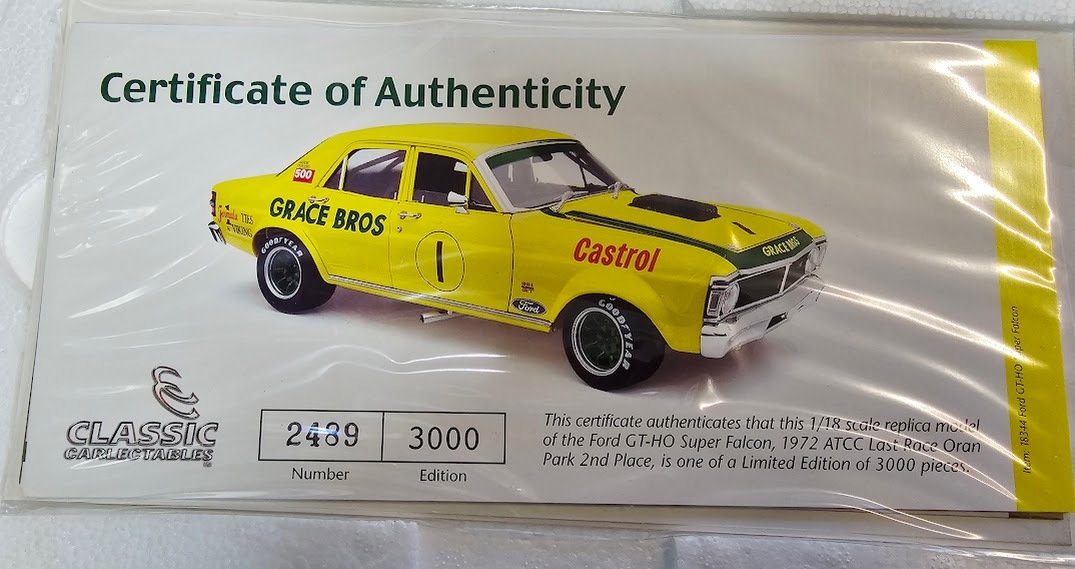 Certificate of Authenticity
500
GRACE BROS
TIES
VIKING
GOODYEAR
1
Castrol
GRACE BROS
Ford
GOODYEAR
CLASSIC
CARLECTABLES
2489
3000
Number
Edition
This certificate authenticates that this 1/18 scale replica model
of the Ford GT-HO Super Falcon, 1972 ATCC Last Race Oran
Park 2nd Place, is one of a Limited Edition of 3000 pieces.
Item: 18344 Ford GT-HO Super Falcon